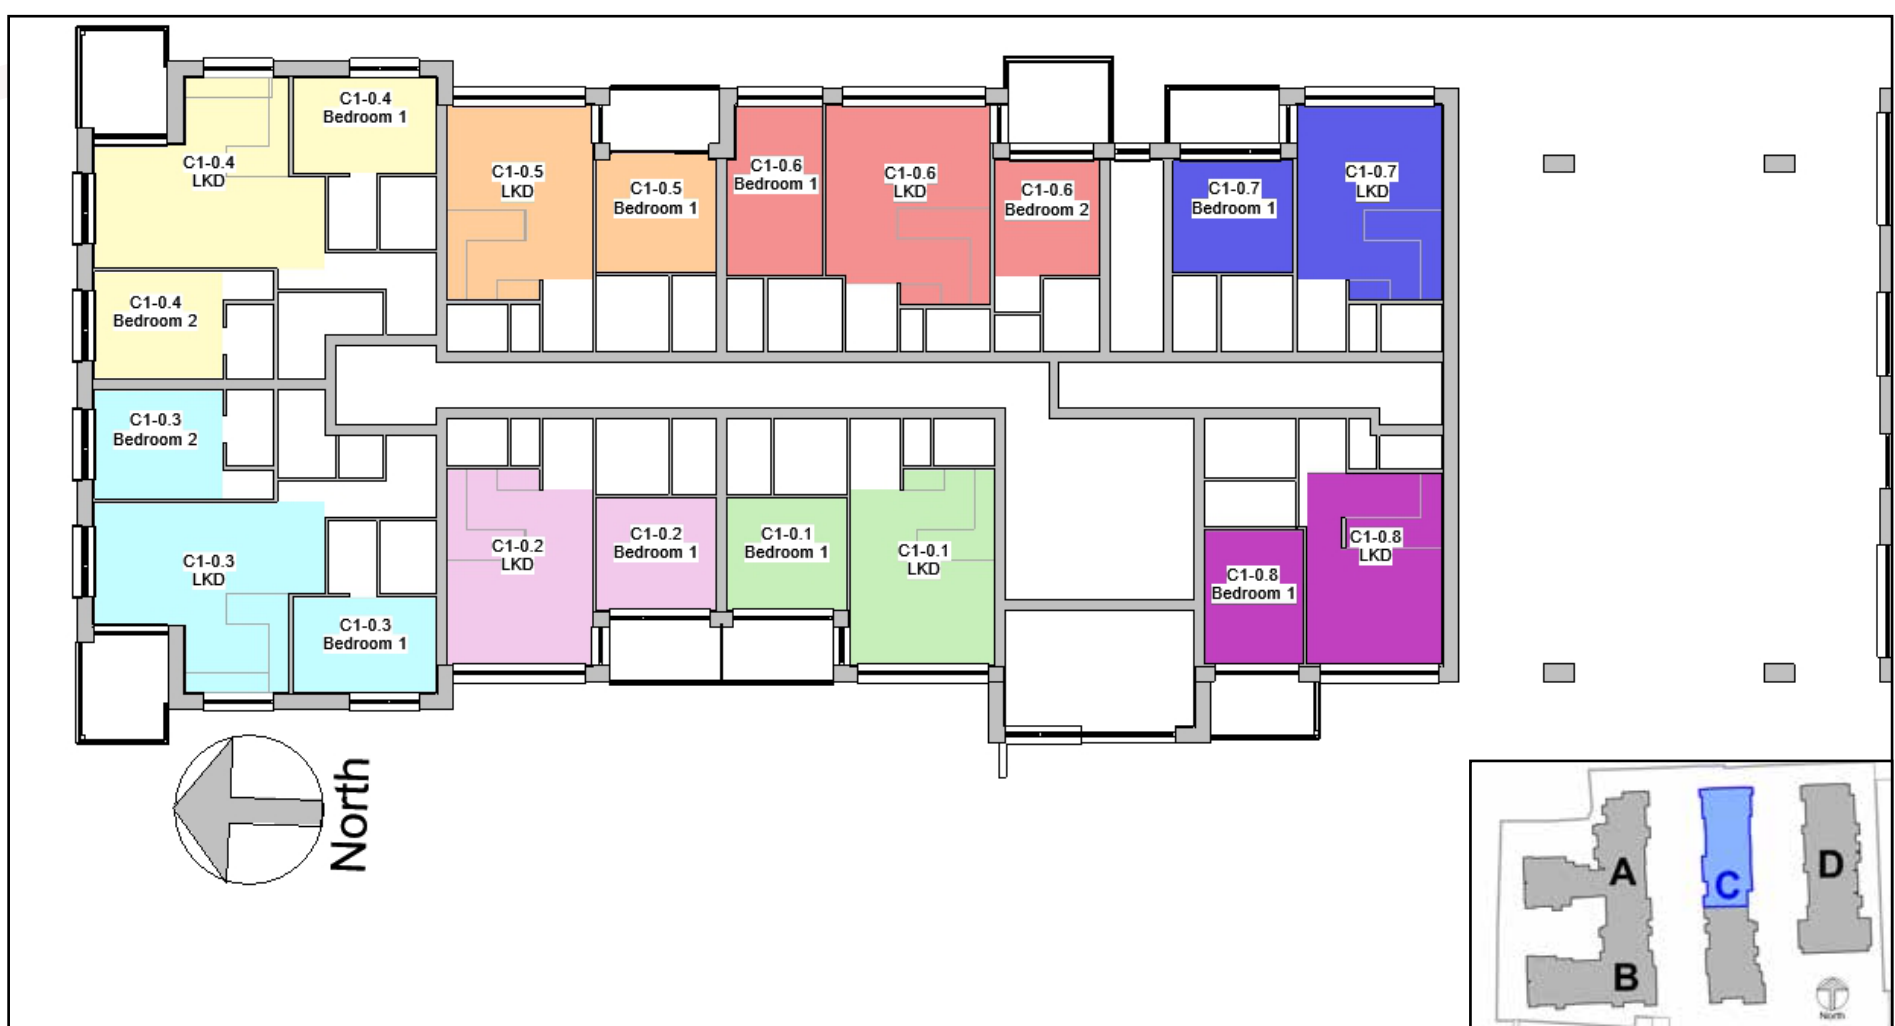 C1-0.4
Bedroom 1
C1-0.4
LKD
C1-0.5
LKD
C1-0.5
Bedroom 1
C1-0.6
Bedroom 1
C1-0.6
LKD
C1-0.6
Bedroom 2
C1-0.7
Bedroom 1
C1-0.7
LKD
C1-0.4
Bedroom 2
C1-0.3
Bedroom 2
C1-0.3
LKD
C1-0.3
Bedroom 1
C1-0.2
LKD
C1-0.2
Bedroom 1
C1-0.1
Bedroom 1
C1-0.1
LKD
C1-0.8
Bedroom 1
C1-0.8
LKD
North
A
C
D
B
North